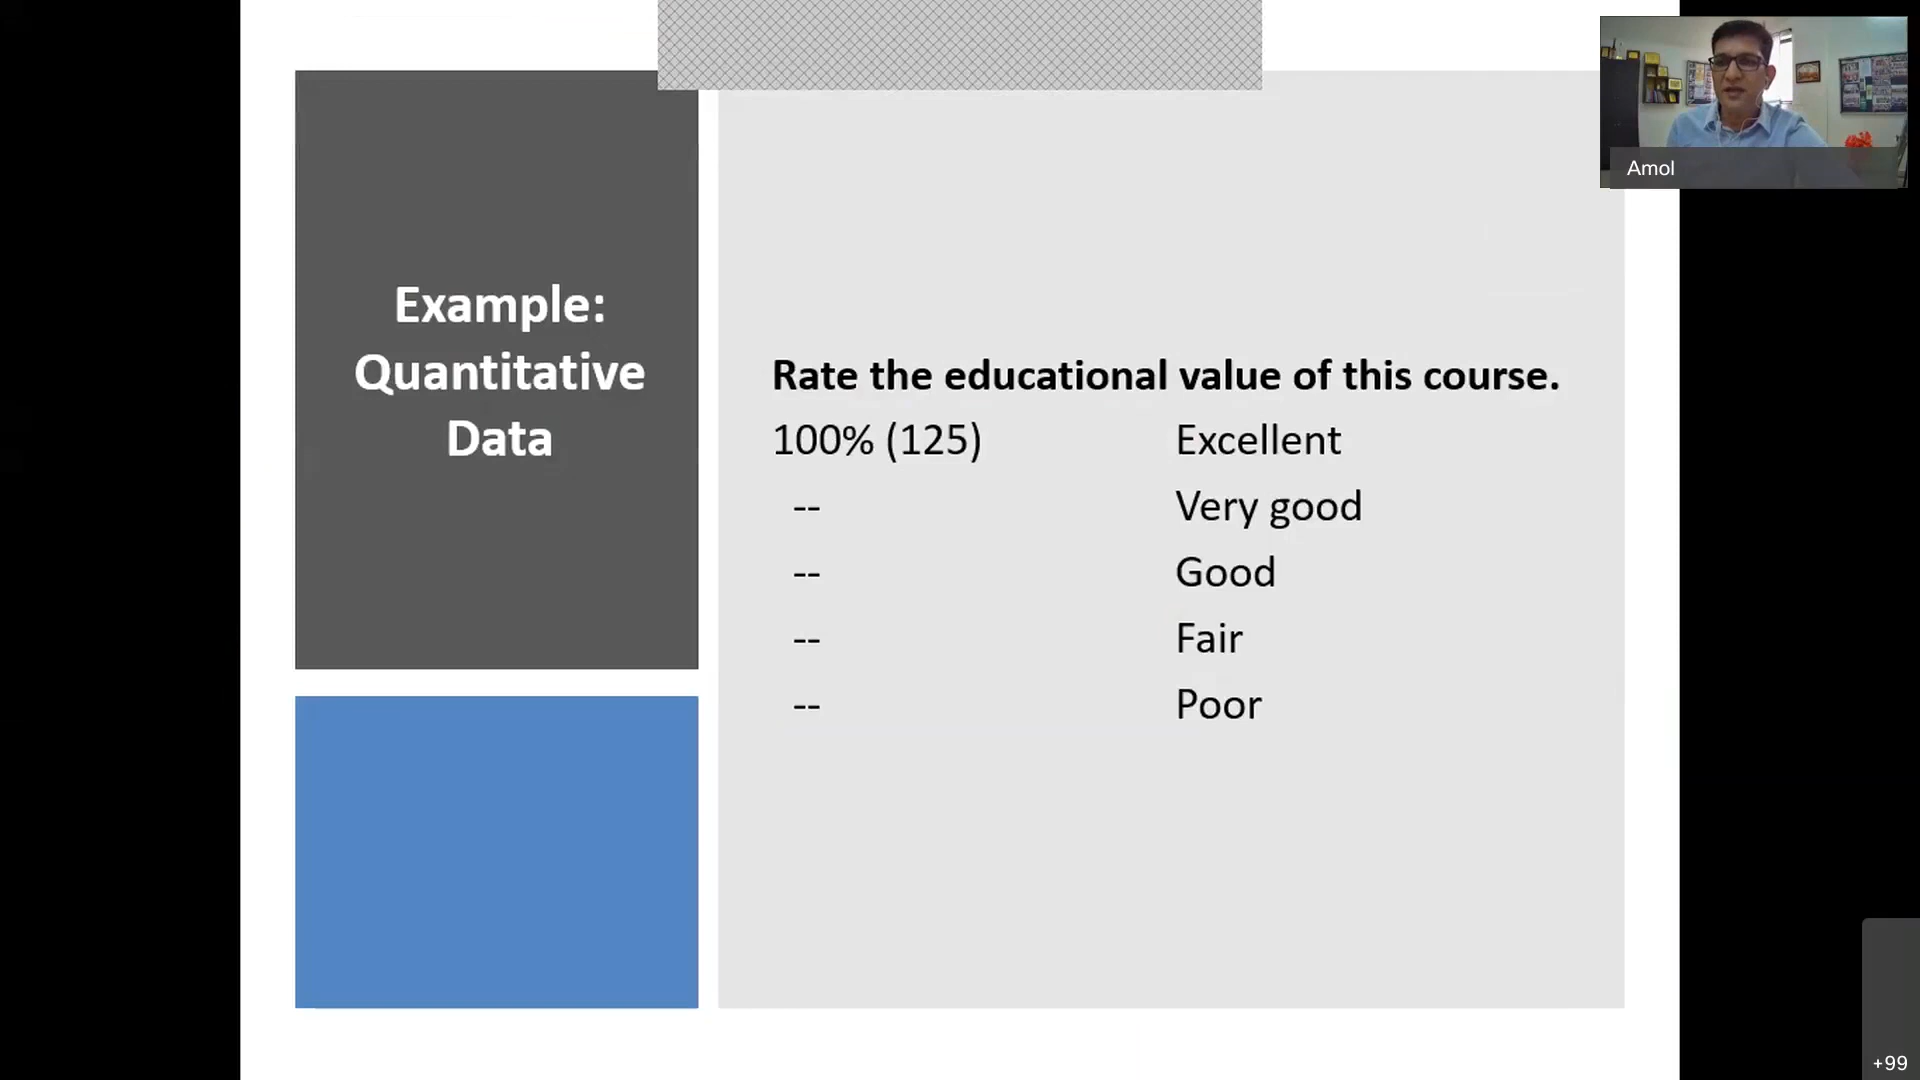 Example:
Quantitative
Data
Rate the educational value of this course.
100% (125) Excellent
-- Very good
-- Good
-- Fair
-- Poor
Amol
+99